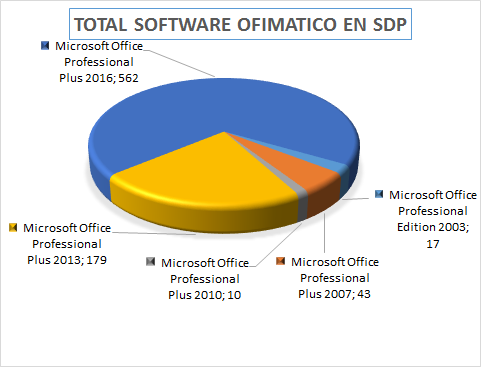 TOTAL SOFTWARE OFIMATICO EN SDP
Microsoft Office
Professional
Plus 2016; 562
Microsoft Office
Professional
Edition 2003;
17
Microsoft Office
Professional
Plus 2013; 179
Microsoft Office
Professional
Plus 2010; 10
Microsoft Office
Professional
Plus 2007; 43